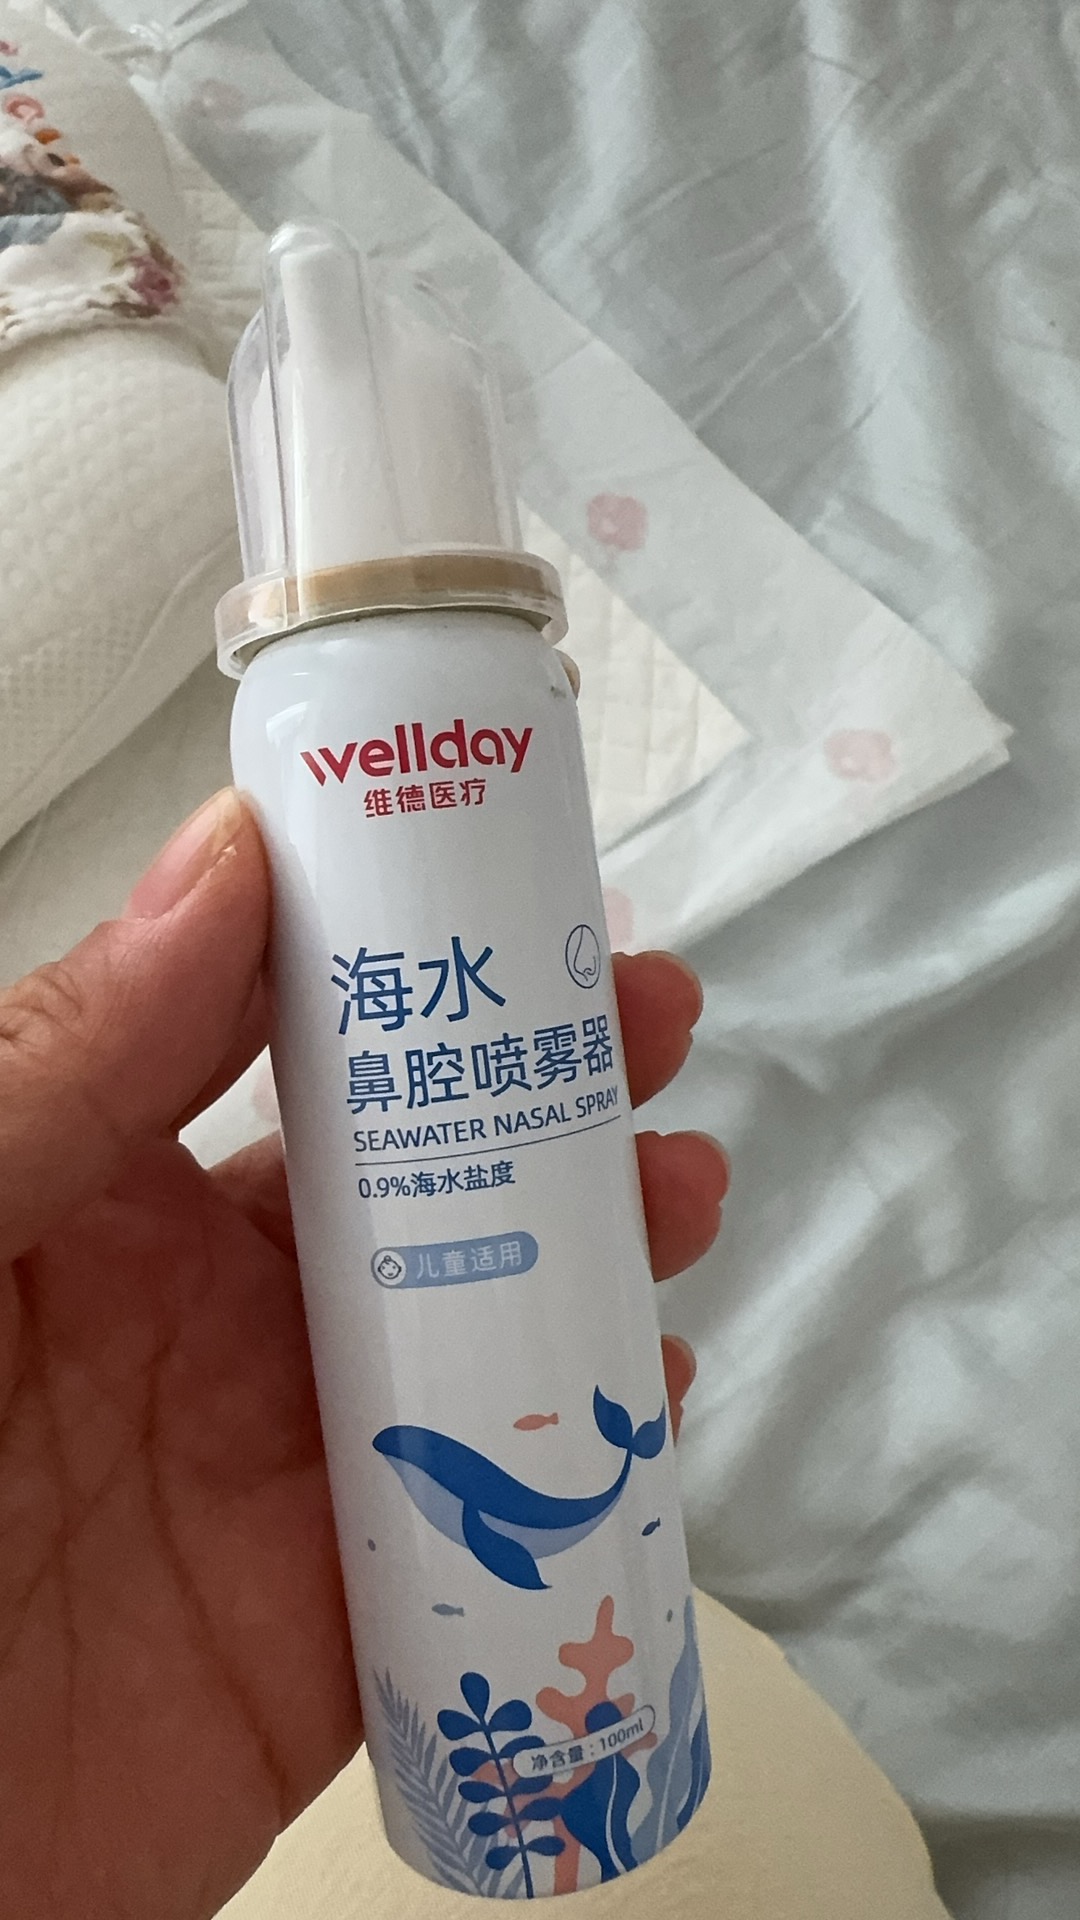 wellday
维德医疗
海水
鼻腔喷雾器
SEAWATER NASAL SPRAY
0.9%海水盐度
儿童适用
净含量：100ml